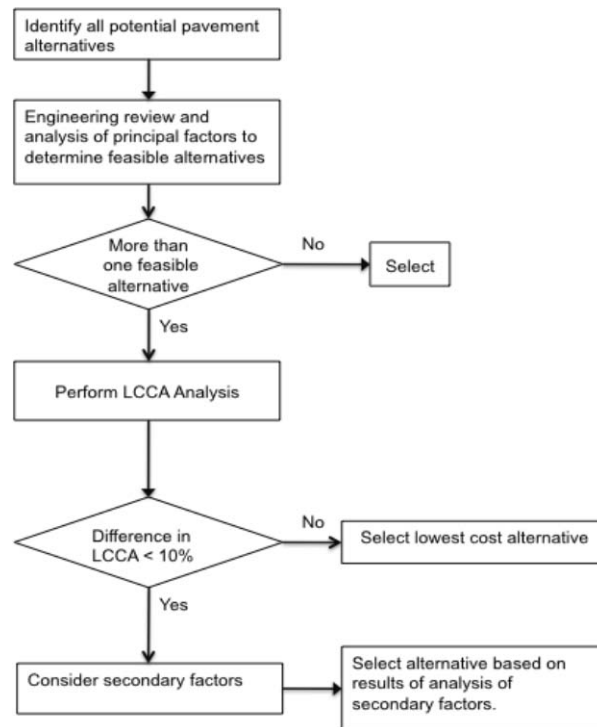 Identify all potential pavement
alternatives
Engineering review and
analysis of principal factors to
determine feasible alternatives
More than
one feasible
alternative
No
Select
Yes
Perform LCCA Analysis
Difference in
LCCA < 10%
No
Select lowest cost alternative
Yes
Consider secondary factors
Select alternative based on
results of analysis of
secondary factors.